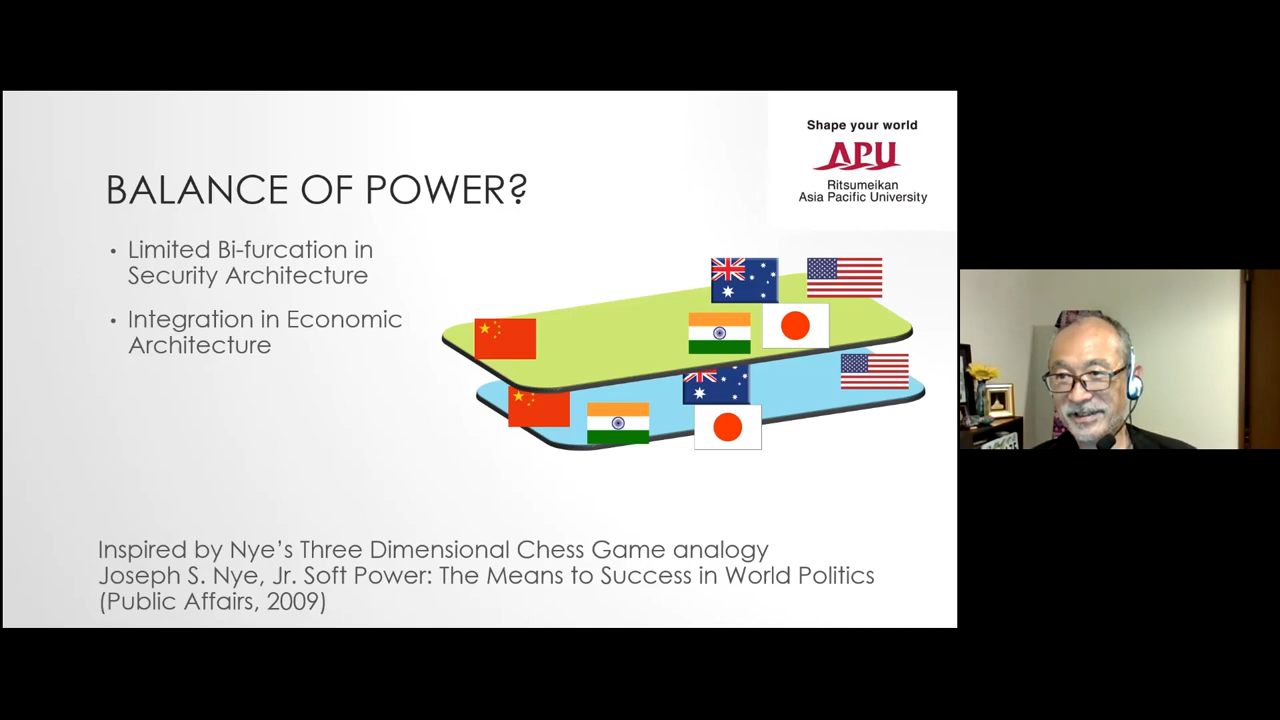 Shape your world
APU
Ritsumeikan
Asia Pacific University
BALANCE OF POWER?
• Limited Bi-furcation in
Security Architecture
• Integration in Economic
Architecture
Inspired by Nye's Three Dimensional Chess Game analogy
Joseph S. Nye, Jr. Soft Power: The Means to Success in World Politics
(Public Affairs, 2009)